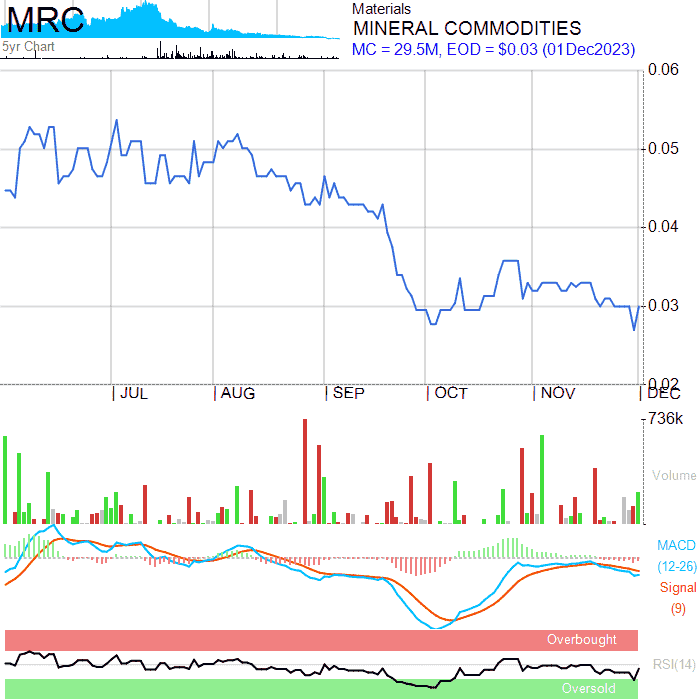 MRC
5yr Chart
Materials
MINERAL COMMODITIES
MC = 29.5M, EOD = $0.03 (01Dec2023)
0.06
0.05
0.04
0.03
0.02
JUL AUG SEP OCT NOV DEC
736k
Volume
MACD
(12-26)
Signal
(9)
Overbought
RSI(14)
Oversold